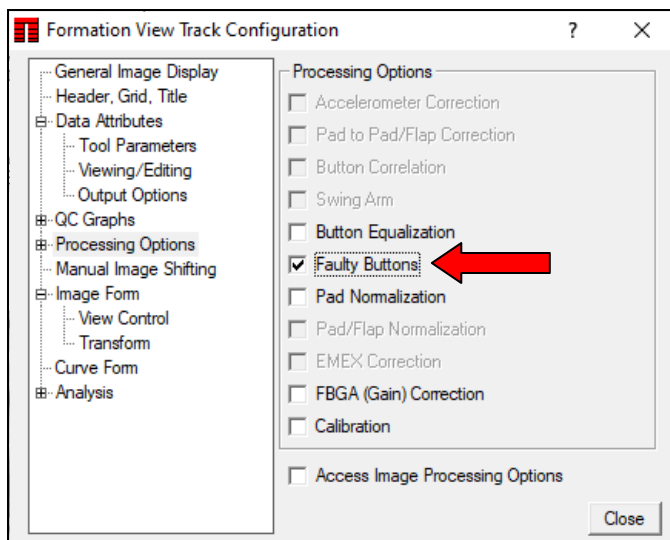 Formation View Track Configuration
General Image Display
Header, Grid, Title
Data Attributes
Tool Parameters
Viewing/Editing
Output Options
QC Graphs
Processing Options
Manual Image Shifting
Image Form
View Control
Transform
Curve Form
Analysis
Processing Options
Accelerometer Correction
Pad to Pad/Flap Correction
Button Correlation
Swing Arm
Button Equalization
Faulty Buttons
Pad Normalization
Pad/Flap Normalization
EMEX Correction
FBGA (Gain) Correction
Calibration
Access Image Processing Options
Close